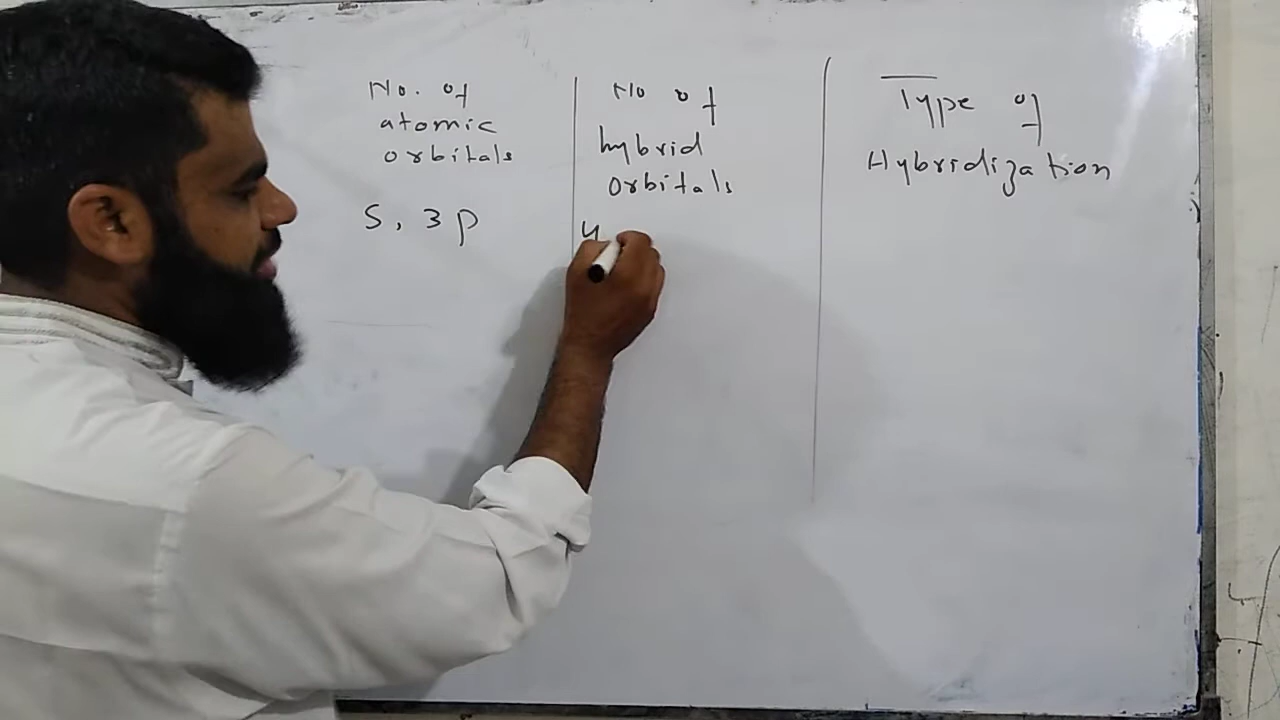 No. of
atomic
orbitals
S, 3p
No of
hybrid
orbitals
4
Type of
Hybridization